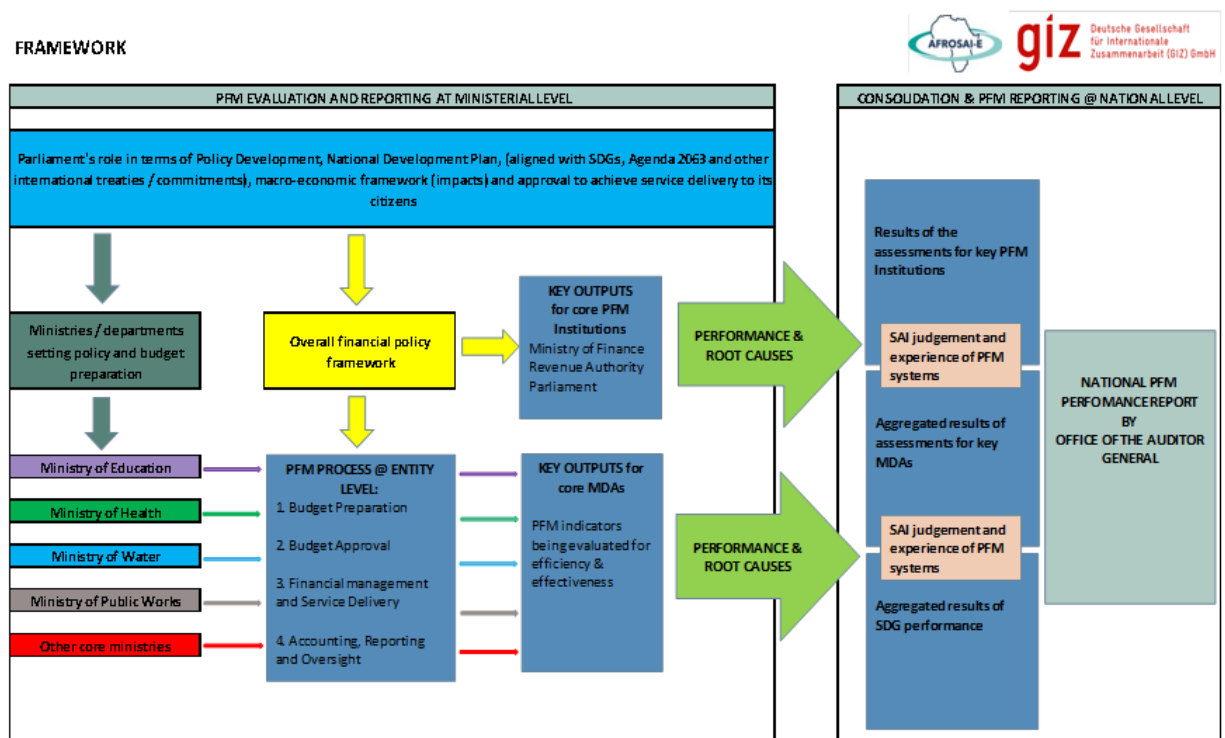 FRAMEWORK
AFROSAI-E
giz
Deutsche Gesellschaft
für Internationale
Zusammenarbeit (GIZ) GmbH
PFM EVALUATION AND REPORTING AT MINISTERIAL LEVEL
CONSOLIDATION & PFM REPORTING @ NATIONAL LEVEL
Parliament's role in terms of Policy Development, National Development Plan, (aligned with SDGs, Agenda 2063 and other
international treaties / commitments), macro-economic framework (impacts) and approval to achieve service delivery to its
citizens
Ministries / departments
setting policy and budget
preparation
Overall financial policy
framework
KEY OUTPUTS
for core PFM
Institutions
Ministry of Finance
Revenue Authority
Parliament
PERFORMANCE &
ROOT CAUSES
Ministry of Education
Ministry of Health
Ministry of Water
Ministry of Public Works
Other core ministries
PFM PROCESS @ ENTITY
LEVEL:
1. Budget Preparation
2. Budget Approval
3. Financial management
and Service Delivery
4. Accounting, Reporting
and Oversight
KEY OUTPUTS for
core MDAs
PFM indicators
being evaluated for
efficiency &
effectiveness
PERFORMANCE &
ROOT CAUSES
Results of the
assessments for key PFM
Institutions
SAI judgement and
experience of PFM
systems
Aggregated results of
assessments for key
MDAs
SAI judgement and
experience of PFM
systems
Aggregated results of
SDG performance
NATIONAL PFM
PERFOMANCE REPORT
BY
OFFICE OF THE AUDITOR
GENERAL